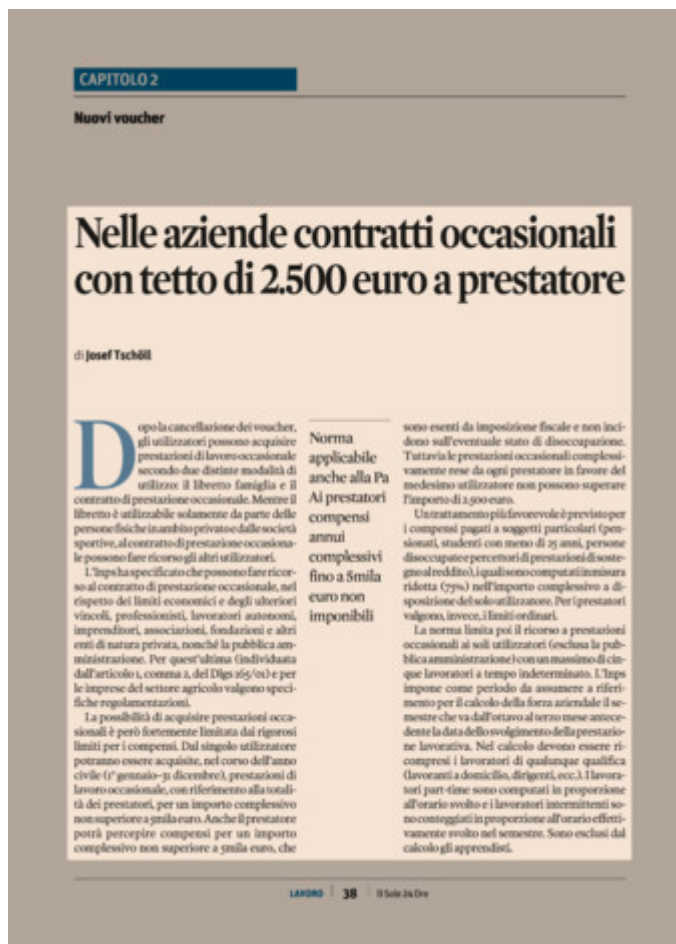 CAPITOLO 2
Nuovi voucher
Nelle aziende contratti occasionali
con tetto di 2.500 euro a prestatore
di Josef Tschöll
Dopo la cancellazione dei voucher,
gli utilizzatori possono acquisire
prestazioni di lavoro occasionale
secondo due distinte modalità di
utilizzo: il libretto famiglia e il
contratto di prestazione occasionale. Mentre il
libretto è utilizzabile solamente da parte delle
persone fisiche in ambito privato e dalle società
sportive, al contratto di prestazione occasiona-
le possono fare ricorso gli altri utilizzatori.
L'Inps ha specificato che possono fare ricor-
so al contratto di prestazione occasionale, nel
rispetto dei limiti economici e degli ulteriori
vincoli, professionisti, lavoratori autonomi,
imprenditori, associazioni, fondazioni e altri
enti di natura privata, nonché la pubblica am-
ministrazione. Per quest'ultima (individuata
dall'articolo 1, comma 2, del Dlgs 165/01) e per
le imprese del settore agricolo valgono speci-
fiche regolamentazioni.
La possibilità di acquisire prestazioni occa-
sionali è però fortemente limitata dai rigorosi
limiti per i compensi. Dal singolo utilizzatore
potranno essere acquisite, nel corso dell'anno
civile (1° gennaio-31 dicembre), prestazioni di
lavoro occasionale, con riferimento alla totali-
tà dei prestatori, per un importo complessivo
non superiore a 5mila euro. Anche il prestatore
potrà percepire compensi per un importo
complessivo non superiore a 5mila euro, che
Norma
applicabile
anche alla Pa
Ai prestatori
compensi
annui
complessivi
fino a 5mila
euro non
imponibili
sono esenti da imposizione fiscale e non inci-
dono sull'eventuale stato di disoccupazione.
Tuttavia le prestazioni occasionali complessi-
vamente rese da ogni prestatore in favore del
medesimo utilizzatore non possono superare
l'importo di 2.500 euro.
Un trattamento più favorevole è previsto per
i compensi pagati a soggetti particolari (pen-
sionati, studenti con meno di 25 anni, persone
disoccupate e percettori di prestazioni di soste-
gno al reddito), i quali sono computati in misura
ridotta (75%) nell'importo complessivo a di-
sposizione del solo utilizzatore. Per i prestatori
valgono, invece, i limiti ordinari.
La norma limita poi il ricorso a prestazioni
occasionali ai soli utilizzatori (esclusa la pub-
blica amministrazione) con un massimo di cin-
que lavoratori a tempo indeterminato. L'Inps
impone come periodo da assumere a riferi-
mento per il calcolo della forza aziendale il se-
mestre che va dall'ottavo al terzo mese antece-
dente la data dello svolgimento della prestazio-
ne lavorativa. Nel calcolo devono essere ri-
compresi i lavoratori di qualunque qualifica
(lavoranti a domicilio, dirigenti, ecc.). I lavora-
tori part-time sono computati in proporzione
all'orario svolto e i lavoratori intermittenti so-
no conteggiati in proporzione all'orario effetti-
vamente svolto nel semestre. Sono esclusi dal
calcolo gli apprendisti.
LAVORO 38 Il Sole 24 Ore